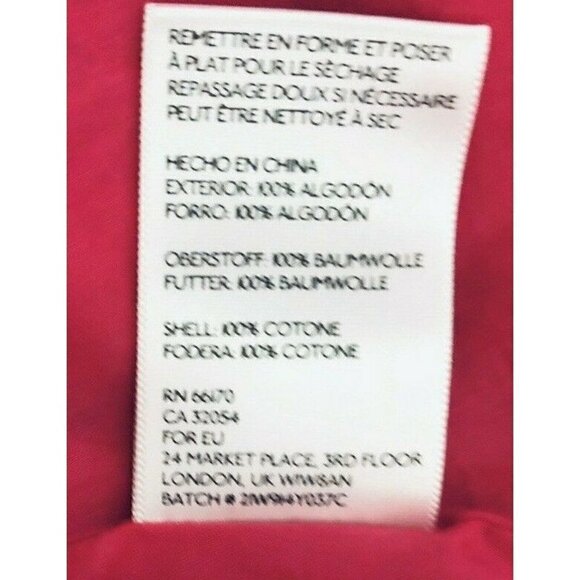 REMETTRE EN FORME ET POSER
À PLAT POUR LE SÈCHAGE
REPASSAGE DOUX SI NÉCESSAIRE
PEUT ÊTRE NETTOYÉ À SEC
HECHO EN CHINA
EXTERIOR: 100% ALGODÓN
FORRO: 100% ALGODÓN
OBERSTOFF: 100% BAUMWOLLE
FUTTER: 100% BAUMWOLLE
SHELL: 100% COTONE
FODERA: 100% COTONE
RN 66170
CA 32054
FOR EU
24 MARKET PLACE, 3RD FLOOR
LONDON, UK W1W8AN
BATCH #